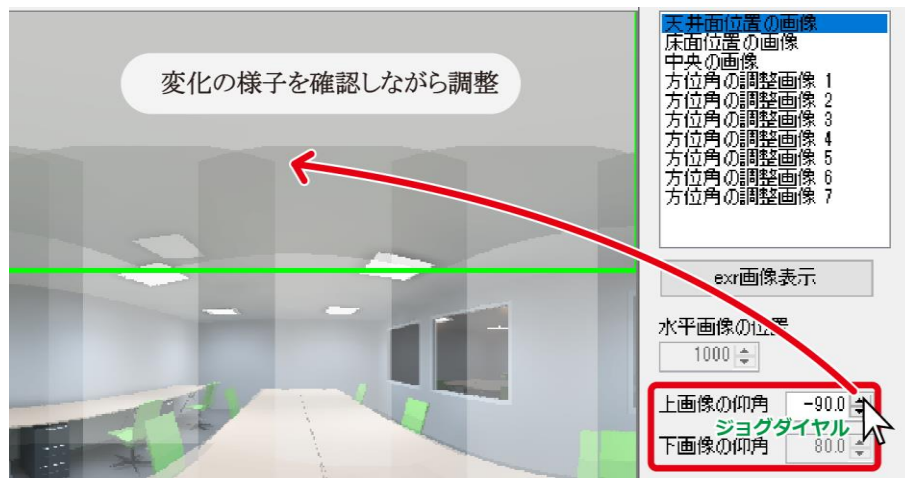 変化の様子を確認しながら調整
天井面位置の画像
床面位置の画像
中央の画像
方位角の調整画像 1
方位角の調整画像 2
方位角の調整画像 3
方位角の調整画像 4
方位角の調整画像 5
方位角の調整画像 6
方位角の調整画像 7
exr画像表示
水平画像の位置
1000
上画像の仰角 -90.0
ジョグダイヤル
下画像の仰角 80.0